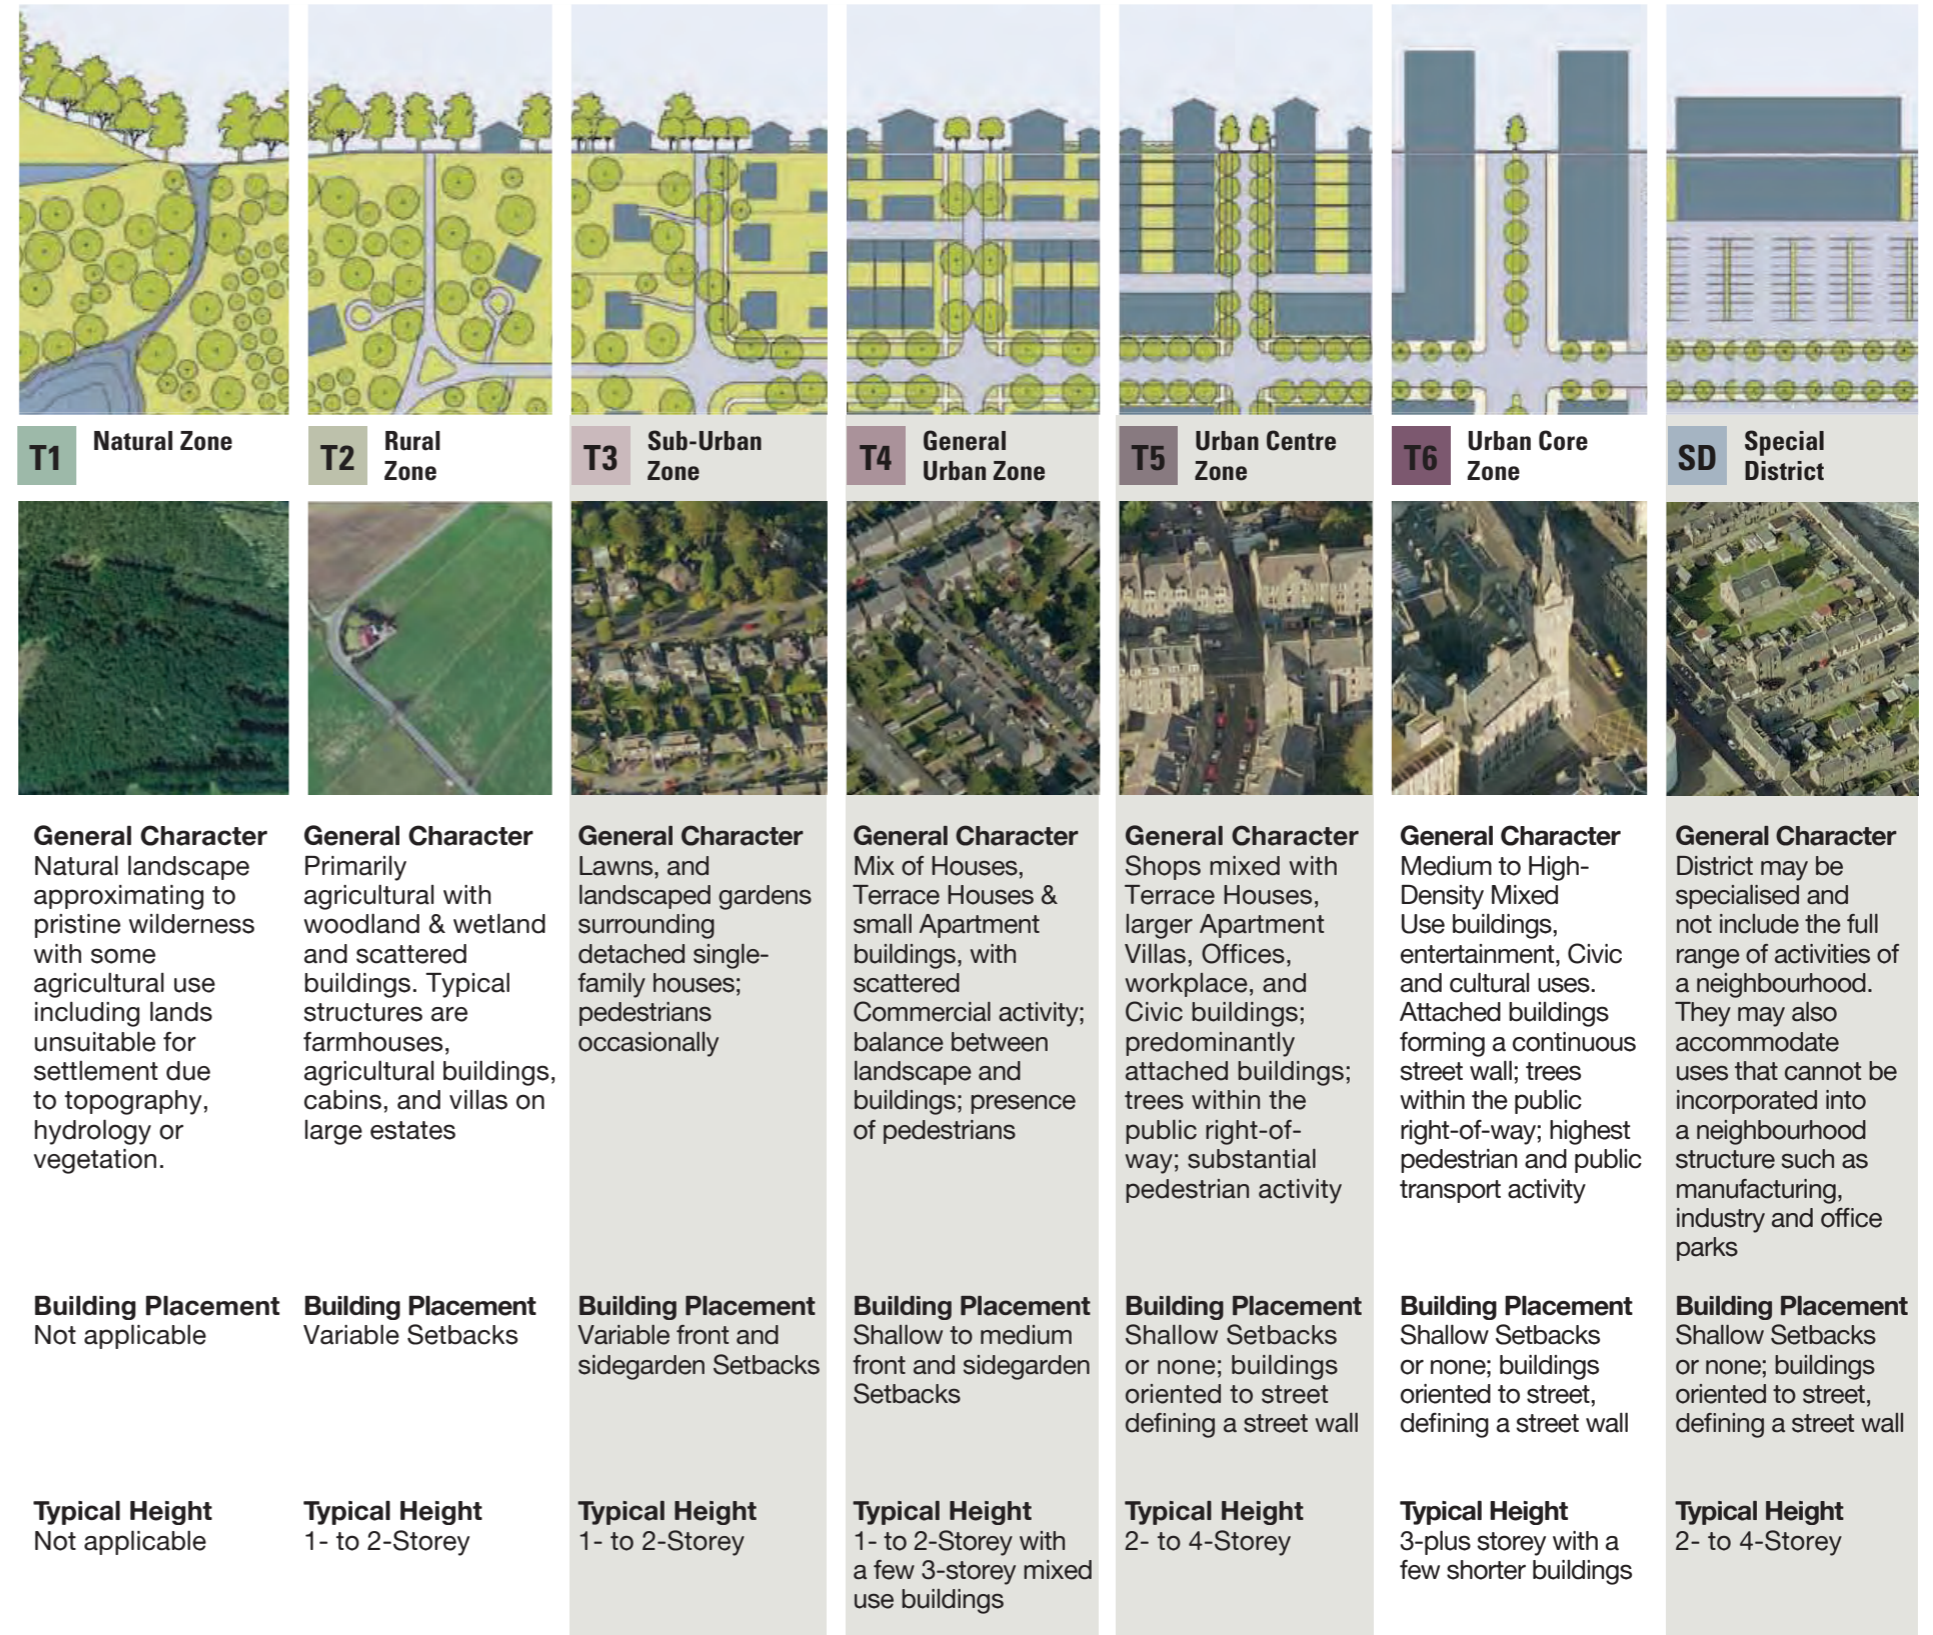 T1
Natural Zone
T2
Rural
Zone
T3
Sub-Urban
Zone
T4
General
Urban Zone
T5
Urban Centre
Zone
T6
Urban Core
Zone
SD
Special
District
General Character
Natural landscape
approximating to
pristine wilderness
with some
agricultural use
including lands
unsuitable for
settlement due
to topography,
hydrology or
vegetation.
Building Placement
Not applicable
Typical Height
Not applicable
General Character
Primarily
agricultural with
woodland & wetland
and scattered
buildings. Typical
structures are
farmhouses,
agricultural buildings,
cabins, and villas on
large estates
Building Placement
Variable Setbacks
Typical Height
1- to 2-Storey
General Character
Lawns, and
landscaped gardens
surrounding
detached single-
family houses;
pedestrians
occasionally
Building Placement
Variable front and
sidegarden Setbacks
Typical Height
1- to 2-Storey
General Character
Mix of Houses,
Terrace Houses &
small Apartment
buildings, with
scattered
Commercial activity;
balance between
landscape and
buildings; presence
of pedestrians
Building Placement
Shallow to medium
front and sidegarden
Setbacks
Typical Height
1- to 2-Storey with
a few 3-storey mixed
use buildings
General Character
Shops mixed with
Terrace Houses,
larger Apartment
Villas, Offices,
workplace, and
Civic buildings;
predominantly
attached buildings;
trees within the
public right-of-
way; substantial
pedestrian activity
Building Placement
Shallow Setbacks
or none; buildings
oriented to street
defining a street wall
Typical Height
2- to 4-Storey
General Character
Medium to High-
Density Mixed
Use buildings,
entertainment, Civic
and cultural uses.
Attached buildings
forming a continuous
street wall; trees
within the public
right-of-way; highest
pedestrian and public
transport activity
Building Placement
Shallow Setbacks
or none; buildings
oriented to street,
defining a street wall
Typical Height
3-plus storey with a
few shorter buildings
General Character
District may be
specialised and
not include the full
range of activities of
a neighbourhood.
They may also
accommodate
uses that cannot be
incorporated into
a neighbourhood
structure such as
manufacturing,
industry and office
parks
Building Placement
Shallow Setbacks
or none; buildings
oriented to street,
defining a street wall
Typical Height
2- to 4-Storey